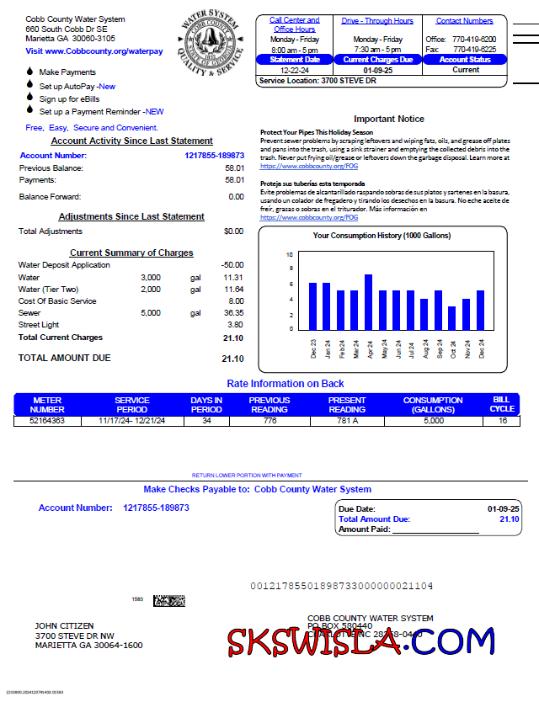 Cobb County Water System
660 South Cobb Dr SE
Marietta GA 30060-3105
Visit www.Cobbcounty.org/waterpay
WATER SYSTEM
COBB COUNTY
QUALITY & SERVICE
Call Center and Office Hours
Monday - Friday
8:00 am - 5 pm
Drive - Through Hours
Monday - Friday
7:30 am - 5 pm
Contact Numbers
Office: 770-419-6200
Fax: 770-419-6225
Statement Date Current Charges Due Account Status
12-22-24 01-09-25 Current
Service Location: 3700 STEVE DR
Make Payments
Set up AutoPay -New
Sign up for eBills
Set up a Payment Reminder -NEW
Free, Easy, Secure and Convenient.
Account Activity Since Last Statement
Account Number: 1217855-189873
Previous Balance: 58.01
Payments: 58.01
Balance Forward: 0.00
Adjustments Since Last Statement
Total Adjustments $0.00
Current Summary of Charges
Water Deposit Application -50.00
Water 3,000 gal 11.31
Water (Tier Two) 2,000 gal 11.64
Cost Of Basic Service 8.00
Sewer 5,000 gal 36.35
Street Light 3.80
Total Current Charges 21.10
TOTAL AMOUNT DUE 21.10
Important Notice
Protect Your Pipes This Holiday Season
Prevent sewer problems by scraping leftovers and wiping fats, oils, and grease off plates
and pans into the trash, using a sink strainer and emptying the collected debris into the
trash. Never put frying oil/grease or leftovers down the garbage disposal. Learn more at
https://www.cobbcounty.org/FOG
Proteja sus tuberías esta temporada
Evite problemas de alcantarillado raspando sobras de sus platos y sartenes en la basura,
usando un colador de fregadero y tirando los desechos en la basura. No eche aceite de
freir, grasas o sobras en el triturador. Más información en
https://www.cobbcounty.org/FOG
Your Consumption History (1000 Gallons)
10
8
6
4
2
0
Dec 23 Jan 24 Feb 24 Mar 24 Apr 24 May 24 Jun 24 Jul 24 Aug 24 Sep 24 Oct 24 Nov 24 Dec 24
Rate Information on Back
METER NUMBER SERVICE PERIOD DAYS IN PERIOD PREVIOUS READING PRESENT READING CONSUMPTION (GALLONS) BILL CYCLE
52164363 11/17/24- 12/21/24 34 776 781 A 5,000 16
RETURN LOWER PORTION WITH PAYMENT
Make Checks Payable to: Cobb County Water System
Account Number: 1217855-189873
Due Date: 01-09-25
Total Amount Due: 21.10
Amount Paid:
001217855018987330000000021104
1583
JOHN CITIZEN
3700 STEVE DR NW
MARIETTA GA 30064-1600
COBB COUNTY WATER SYSTEM
PO BOX 580440
SKSWISLA.COM